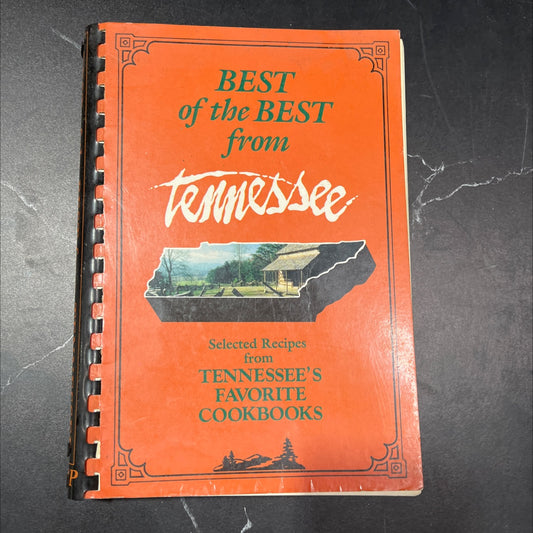 BEST
of the BEST
from
Tennessee
Selected Recipes
from
TENNESSEE'S
FAVORITE
COOKBOOKS
P